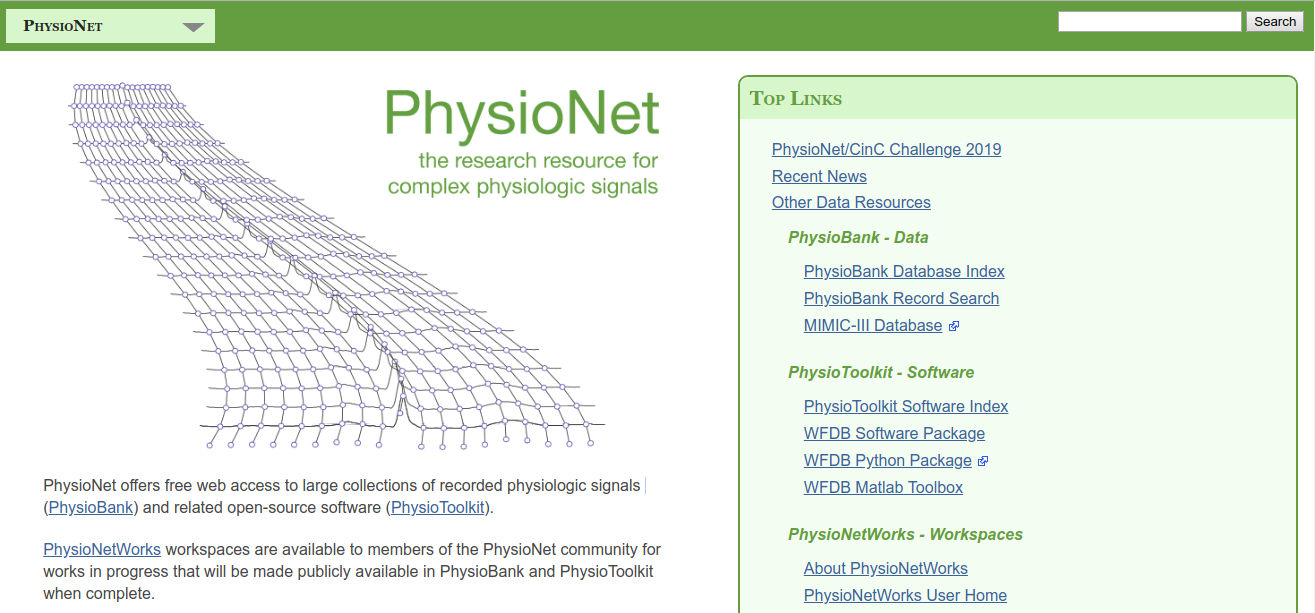 PhysioNet
Search
PhysioNet
the research resource for
complex physiologic signals
PhysioNet offers free web access to large collections of recorded physiologic signals
(PhysioBank) and related open-source software (PhysioToolkit).
PhysioNetWorks workspaces are available to members of the PhysioNet community for
works in progress that will be made publicly available in PhysioBank and PhysioToolkit
when complete.
Top Links
PhysioNet/CinC Challenge 2019
Recent News
Other Data Resources
PhysioBank - Data
PhysioBank Database Index
PhysioBank Record Search
MIMIC-III Database
PhysioToolkit - Software
PhysioToolkit Software Index
WFDB Software Package
WFDB Python Package
WFDB Matlab Toolbox
PhysioNetWorks - Workspaces
About PhysioNetWorks
PhysioNetWorks User Home